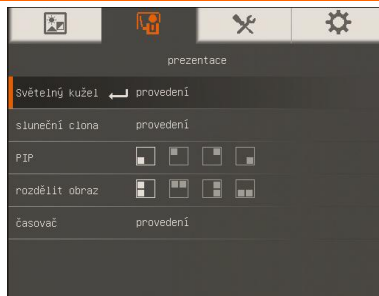 prezentace
Světelný kužel provedení
sluneční clona provedení
PIP
rozdělit obraz
časovač provedení